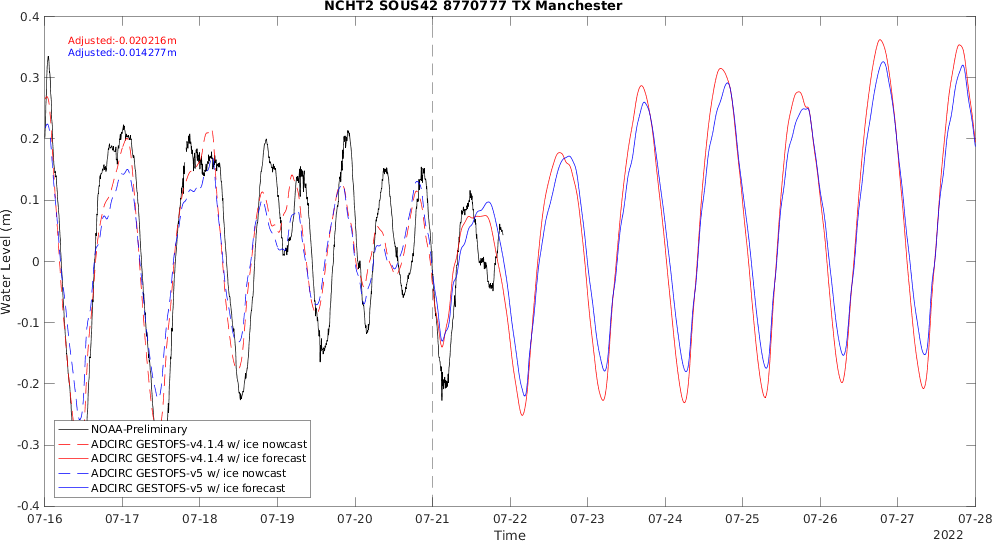 NCHT2 SOUS42 8770777 TX Manchester
Adjusted:-0.020216m
Adjusted:-0.014277m
0.4
0.3
0.2
0.1
0
-0.1
-0.2
-0.3
-0.4
Water Level (m)
NOAA-Preliminary
ADCIRC GESTOFS-v4.1.4 w/ ice nowcast
ADCIRC GESTOFS-v4.1.4 w/ ice forecast
ADCIRC GESTOFS-v5 w/ ice nowcast
ADCIRC GESTOFS-v5 w/ ice forecast
07-16 07-17 07-18 07-19 07-20 07-21 07-22 07-23 07-24 07-25 07-26 07-27 07-28
Time
2022